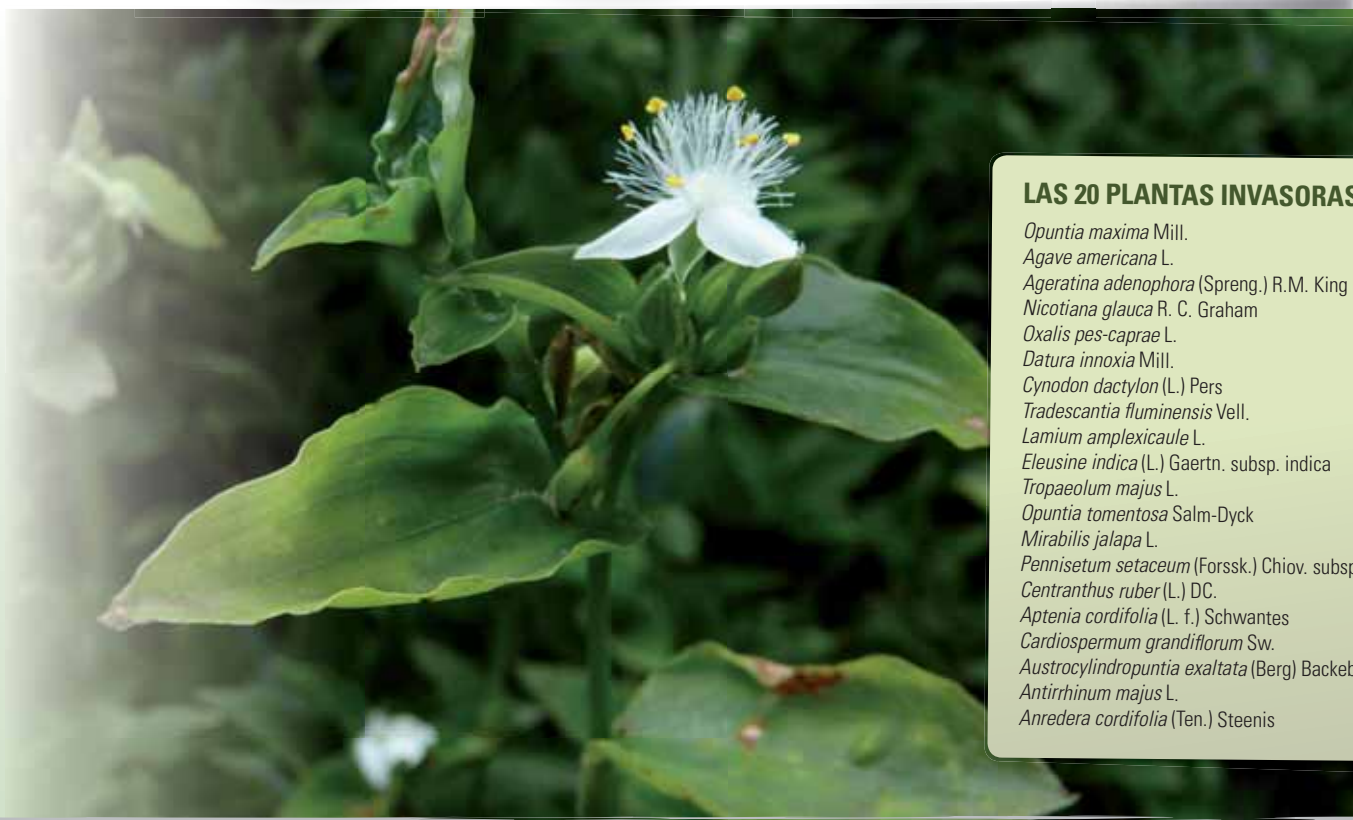 LAS 20 PLANTAS INVASORAS
Opuntia maxima Mill.
Agave americana L.
Ageratina adenophora (Spreng.) R.M. King
Nicotiana glauca R. C. Graham
Oxalis pes-caprae L.
Datura innoxia Mill.
Cynodon dactylon (L.) Pers
Tradescantia fluminensis Vell.
Lamium amplexicaule L.
Eleusine indica (L.) Gaertn. subsp. indica
Tropaeolum majus L.
Opuntia tomentosa Salm-Dyck
Mirabilis jalapa L.
Pennisetum setaceum (Forssk.) Chiov. subsp
Centranthus ruber (L.) DC.
Aptenia cordifolia (L. f.) Schwantes
Cardiospermum grandiflorum Sw.
Austrocylindropuntia exaltata (Berg) Backeb
Antirrhinum majus L.
Anredera cordifolia (Ten.) Steenis